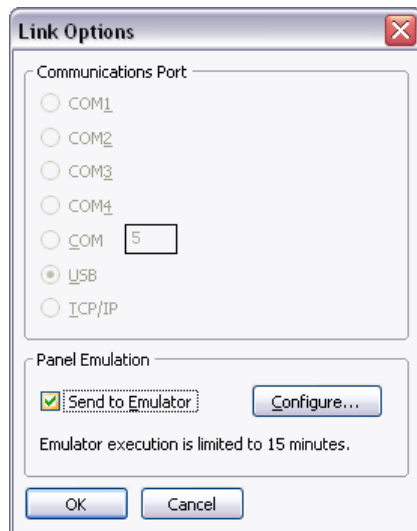 Link Options
Communications Port
COM1
COM2
COM3
COM4
COM 5
USB
TCP/IP
Panel Emulation
Send to Emulator Configure...
Emulator execution is limited to 15 minutes.
OK Cancel